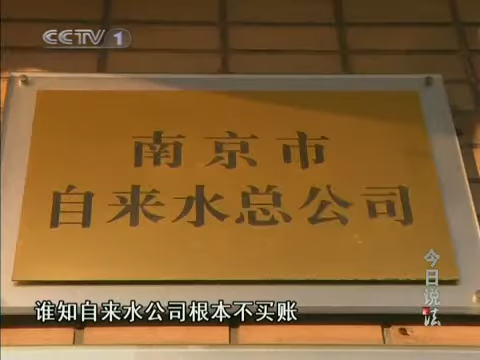 CCTV 1
南京市
自来水总公司
今日说法
谁知自来水公司根本不买账